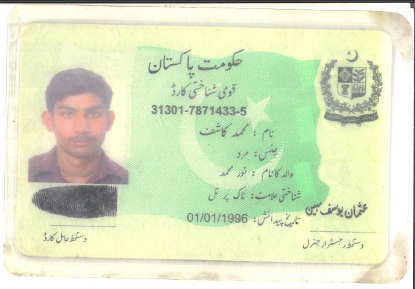 حکومت پاکستان
قومی شناختی کارڈ
31301-7871433-5
نام: محمد کاشف
جنس: مرد
والد کا نام: نور محمد
شناختی علامت: ناک پر تل
تاریخ پیدائش: 01/01/1996
عثمان یوسف مبین
دستخط حامل کارڈ
دستخط رجسٹرار جنرل